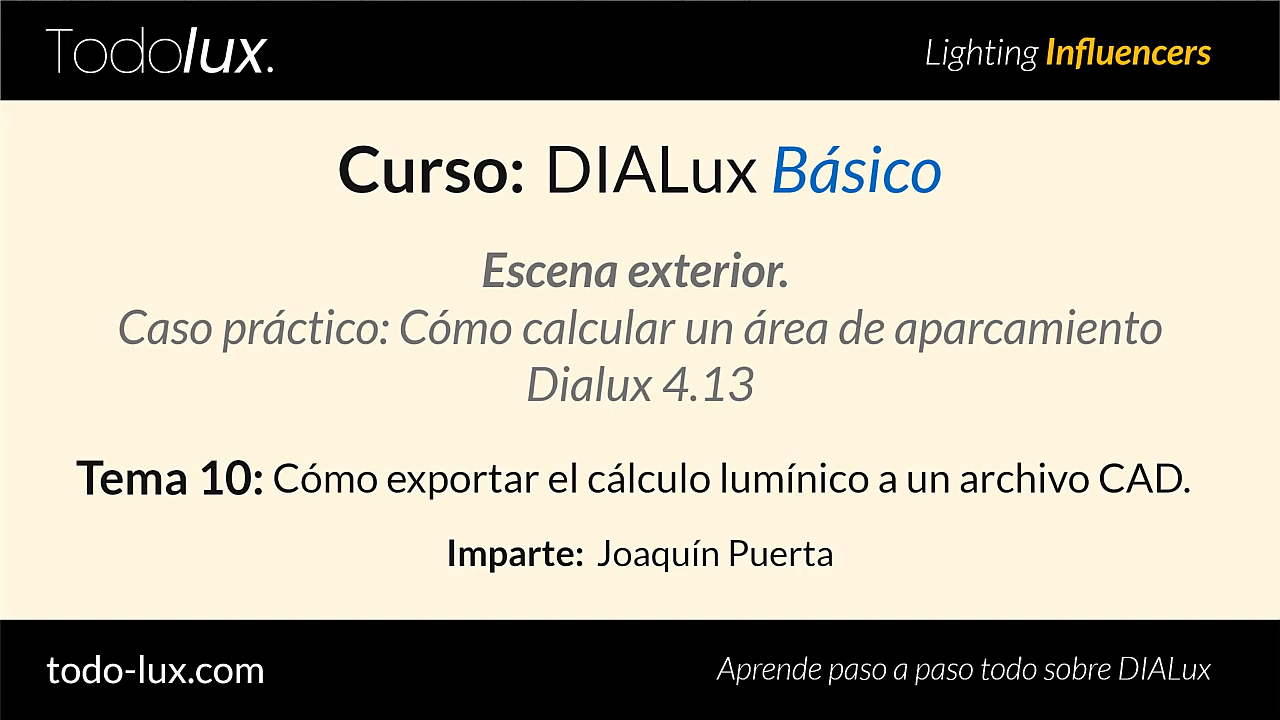 Todolux.
Lighting Influencers
Curso: DIALux Básico
Escena exterior.
Caso práctico: Cómo calcular un área de aparcamiento
Dialux 4.13
Tema 10: Cómo exportar el cálculo lumínico a un archivo CAD.
Imparte: Joaquín Puerta
todo-lux.com
Aprende paso a paso todo sobre DIALux